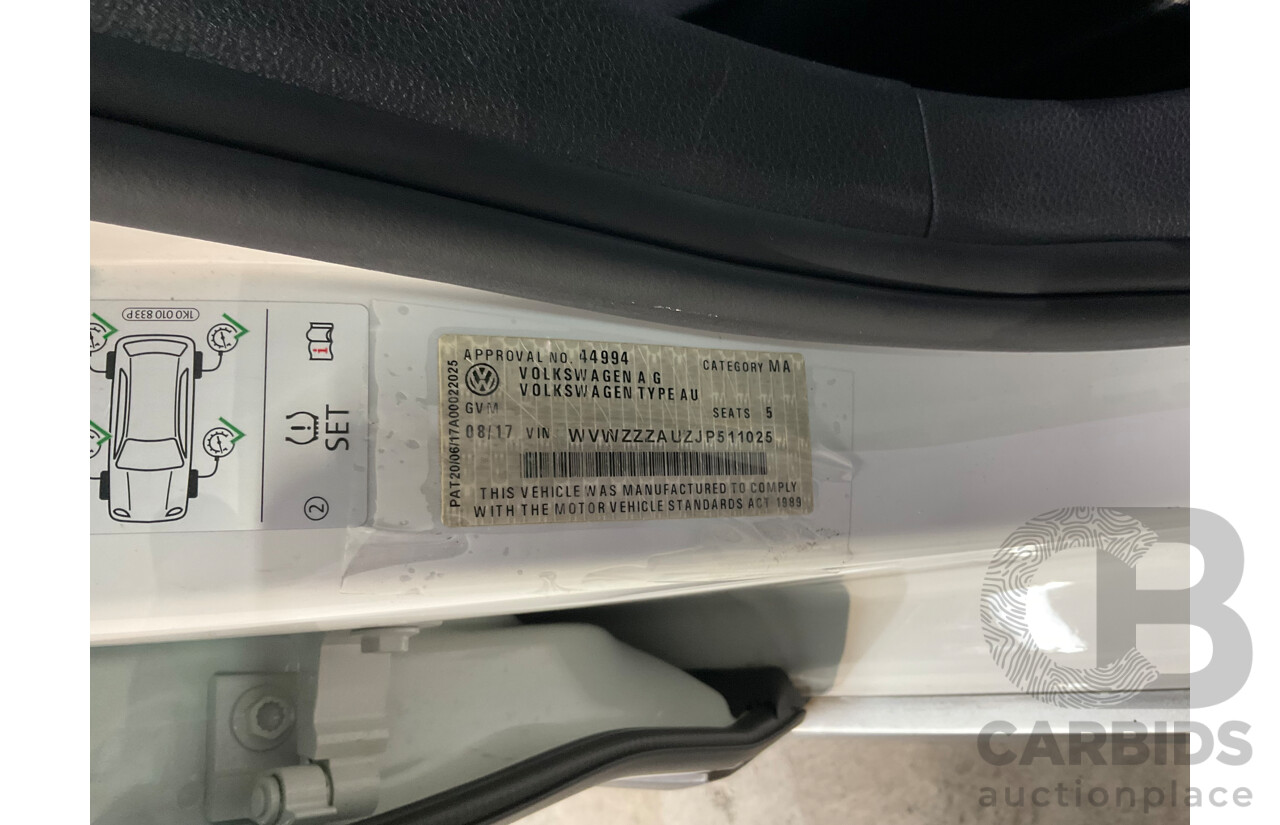 1K0 010 833 P
i
SET
2
PAT20/06/17A00022025
APPROVAL NO. 44994
CATEGORY MA
VOLKSWAGEN A G
VOLKSWAGEN TYPE AU
GVM
SEATS 5
08/17 VIN WVWZZZAUZJP511025
THIS VEHICLE WAS MANUFACTURED TO COMPLY
WITH THE MOTOR VEHICLE STANDARDS ACT 1989
CB
CARBIDS
auctionplace